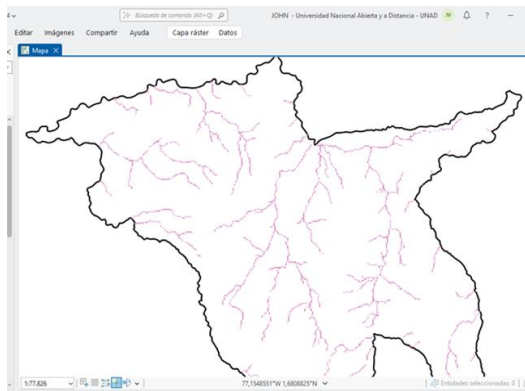 Búsqueda de comando (Alt+Q)
JOHN - Universidad Nacional Abierta y a Distancia - UNAD
Editar Imágenes Compartir Ayuda Capa ráster Datos
Mapa
1:77.826
77,1548551°W 1,6808825°N
Entidades seleccionadas: 0